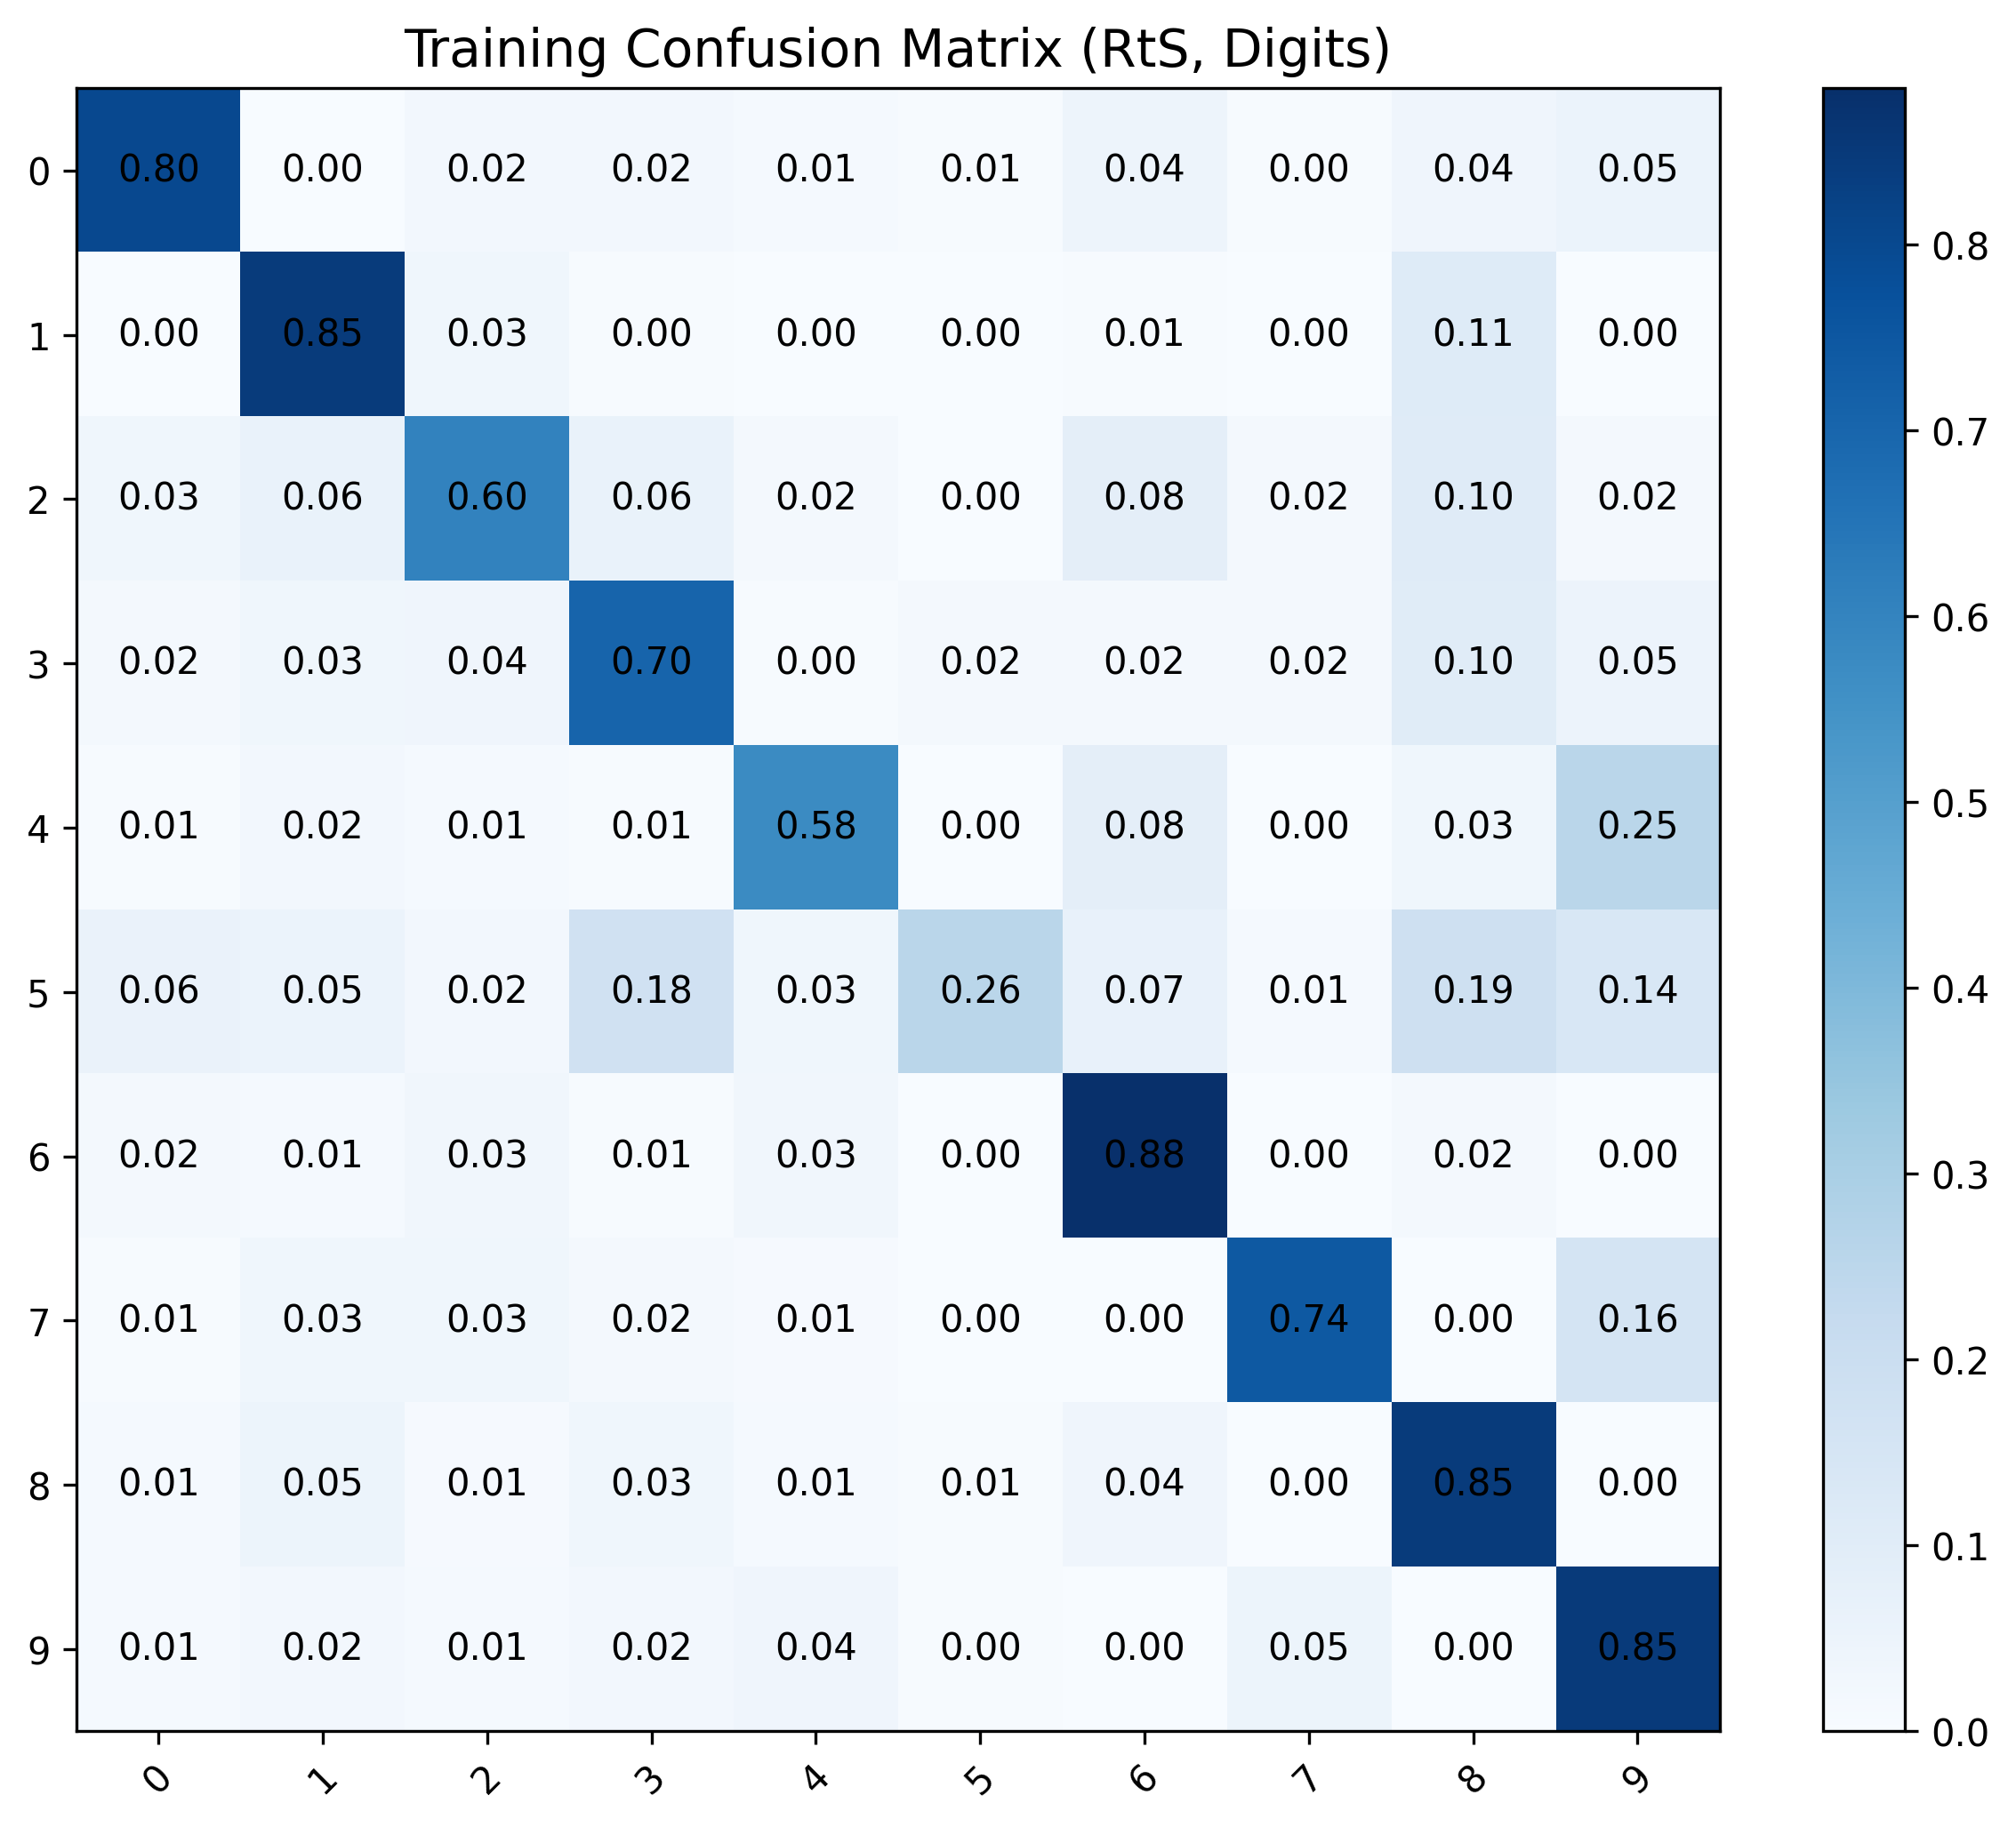 Training Confusion Matrix (RtS, Digits)
0 0.80 0.00 0.02 0.02 0.01 0.01 0.04 0.00 0.04 0.05
1 0.00 0.85 0.03 0.00 0.00 0.00 0.01 0.00 0.11 0.00
2 0.03 0.06 0.60 0.06 0.02 0.00 0.08 0.02 0.10 0.02
3 0.02 0.03 0.04 0.70 0.00 0.02 0.02 0.02 0.10 0.05
4 0.01 0.02 0.01 0.01 0.58 0.00 0.08 0.00 0.03 0.25
5 0.06 0.05 0.02 0.18 0.03 0.26 0.07 0.01 0.19 0.14
6 0.02 0.01 0.03 0.01 0.03 0.00 0.88 0.00 0.02 0.00
7 0.01 0.03 0.03 0.02 0.01 0.00 0.00 0.74 0.00 0.16
8 0.01 0.05 0.01 0.03 0.01 0.01 0.04 0.00 0.85 0.00
9 0.01 0.02 0.01 0.02 0.04 0.00 0.00 0.05 0.00 0.85
0 1 2 3 4 5 6 7 8 9
0.8
0.7
0.6
0.5
0.4
0.3
0.2
0.1
0.0